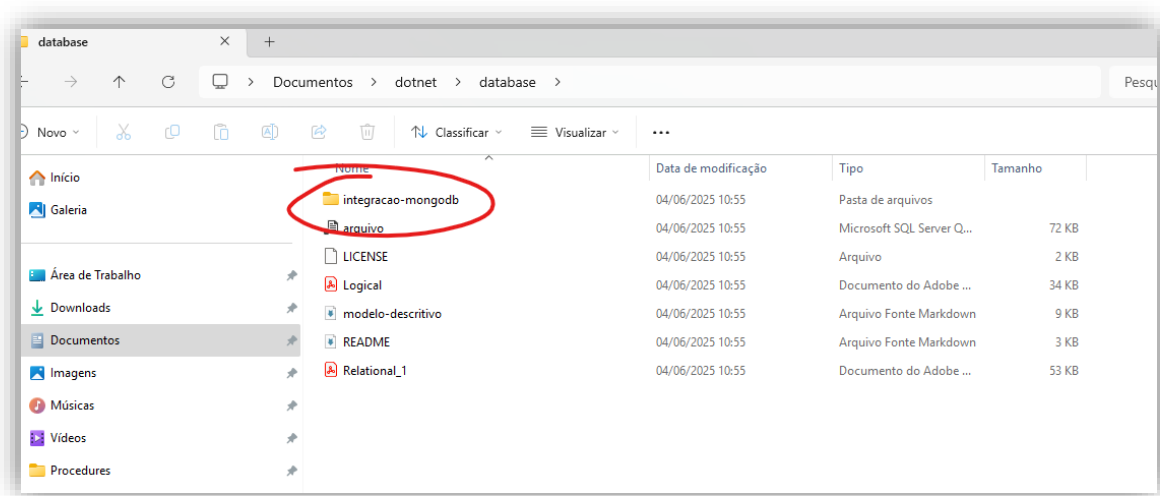 database
Documentos > dotnet > database >
Pesqu
Novo
Classificar
Visualizar
Início
Galeria
Área de Trabalho
Downloads
Documentos
Imagens
Músicas
Vídeos
Procedures
Nome Data de modificação Tipo Tamanho
integracao-mongodb 04/06/2025 10:55 Pasta de arquivos
arquivo 04/06/2025 10:55 Microsoft SQL Server Q... 72 KB
LICENSE 04/06/2025 10:55 Arquivo 2 KB
Logical 04/06/2025 10:55 Documento do Adobe ... 34 KB
modelo-descritivo 04/06/2025 10:55 Arquivo Fonte Markdown 9 KB
README 04/06/2025 10:55 Arquivo Fonte Markdown 3 KB
Relational_1 04/06/2025 10:55 Documento do Adobe ... 53 KB